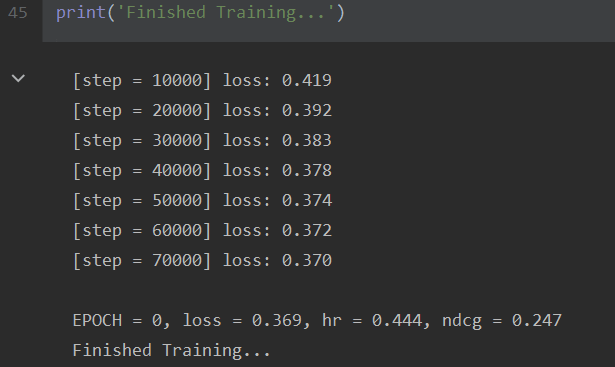 45 print('Finished Training...')
[step = 10000] loss: 0.419
[step = 20000] loss: 0.392
[step = 30000] loss: 0.383
[step = 40000] loss: 0.378
[step = 50000] loss: 0.374
[step = 60000] loss: 0.372
[step = 70000] loss: 0.370
EPOCH = 0, loss = 0.369, hr = 0.444, ndcg = 0.247
Finished Training...